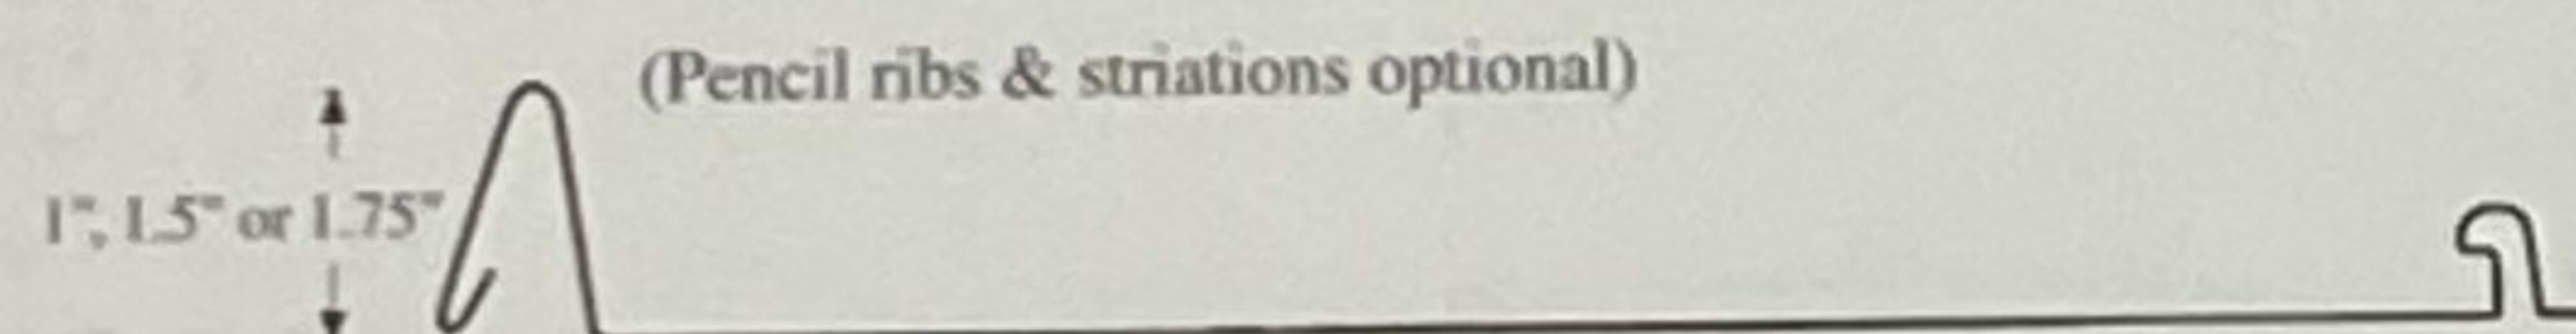 (Pencil ribs & striations optional)
1", 1.5" or 1.75"